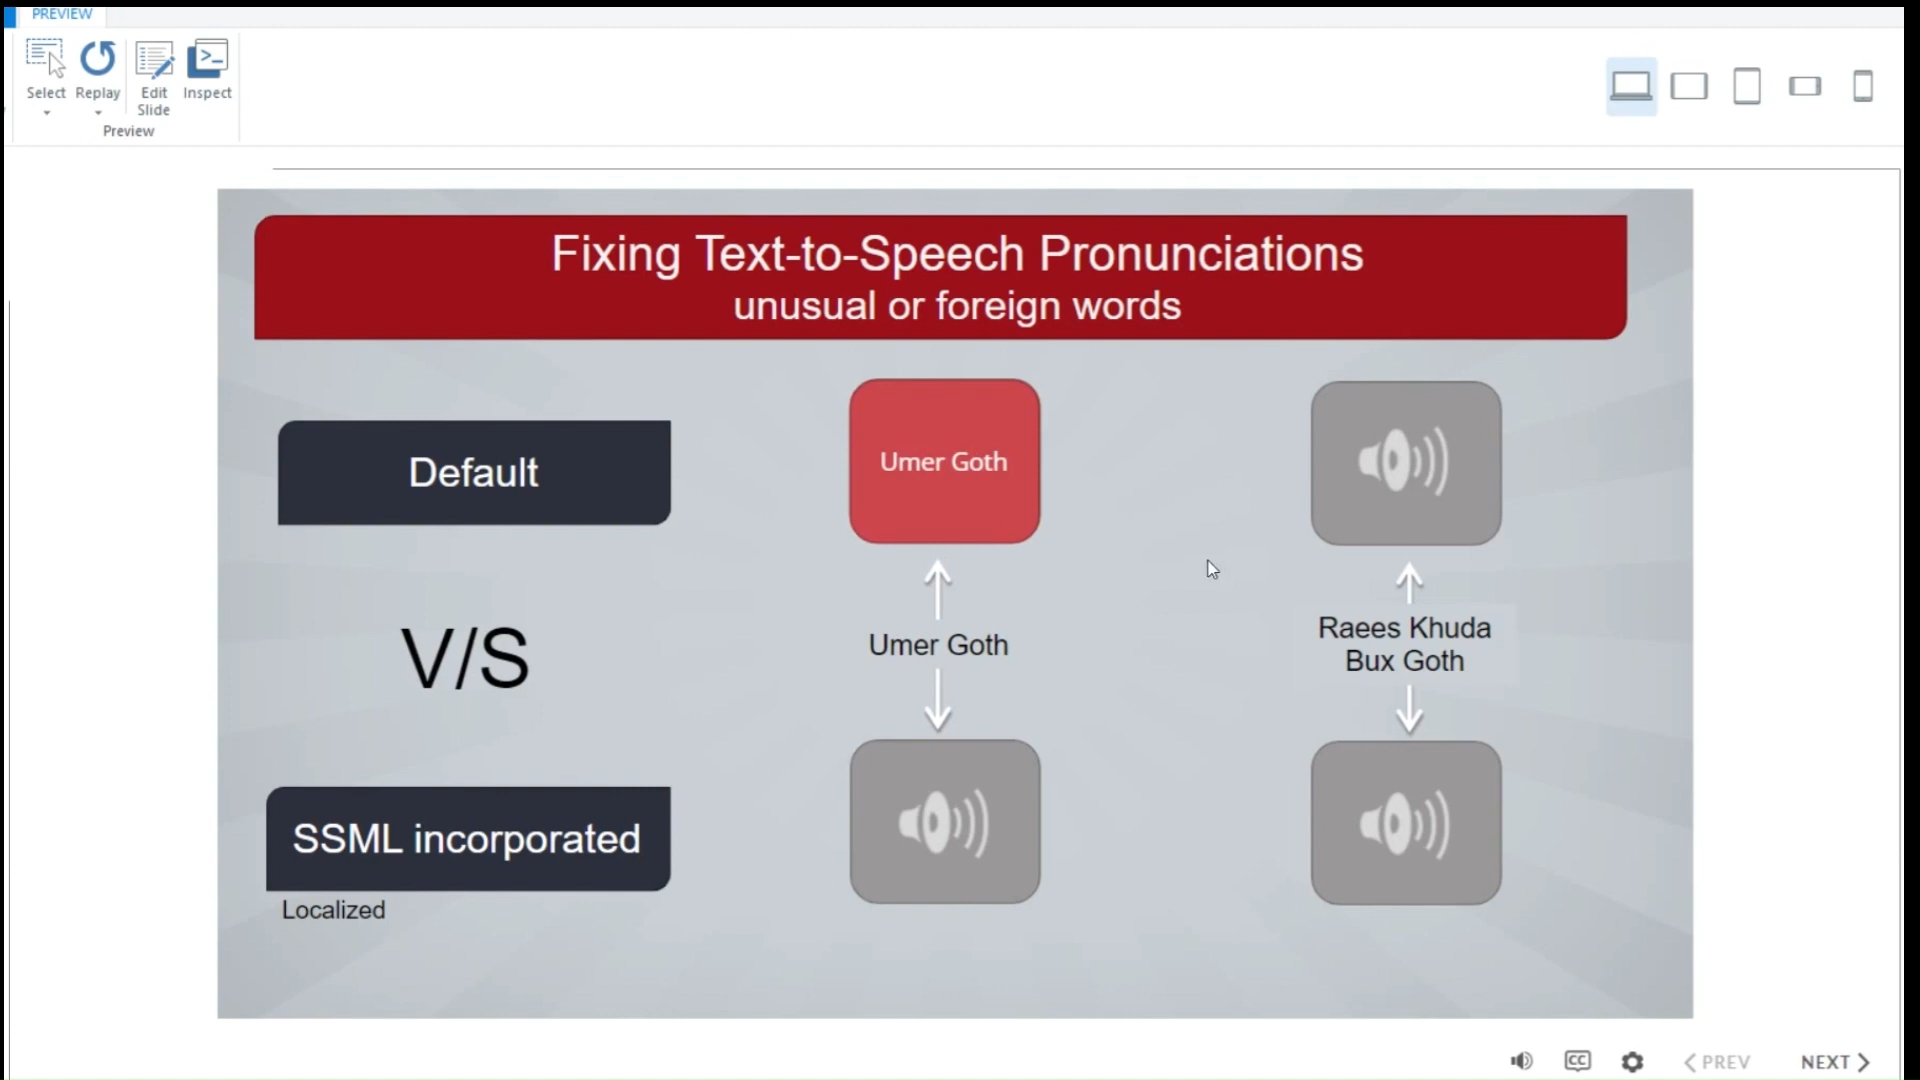 PREVIEW
Select
Replay
Edit
Slide
Inspect
Preview
Fixing Text-to-Speech Pronunciations
unusual or foreign words
Default
Umer Goth
V/S
Umer Goth
Raees Khuda
Bux Goth
SSML incorporated
Localized
CC
PREV
NEXT